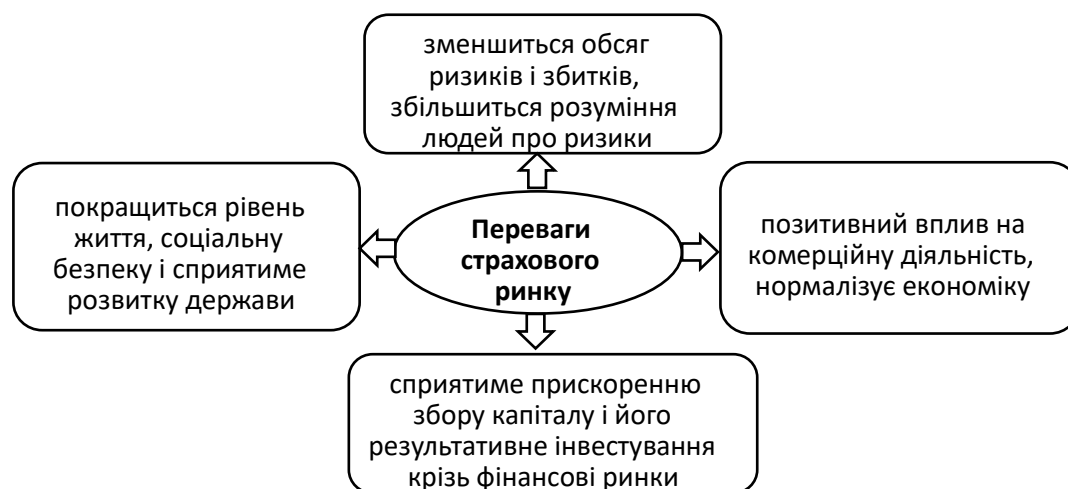 зменшиться обсяг
ризиків і збитків,
збільшиться розуміння
людей про ризики
покращиться рівень
життя, соціальну
безпеку і сприятиме
розвитку держави
Переваги
страхового
ринку
позитивний вплив на
комерційну діяльність,
нормалізує економіку
сприятиме прискоренню
збору капіталу і його
результативне інвестування
крізь фінансові ринки